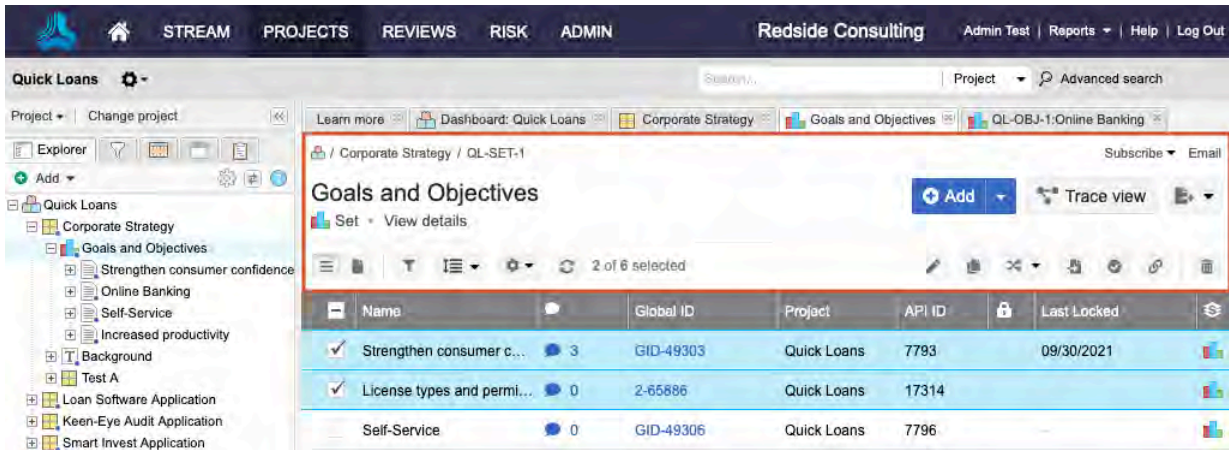 STREAM PROJECTS REVIEWS RISK ADMIN Redside Consulting Admin Test | Reports | Help | Log Out
Quick Loans Search... Project Advanced search
Project Change project Learn more Dashboard: Quick Loans Corporate Strategy Goals and Objectives QL-OBJ-1:Online Banking
Explorer
Add
Quick Loans
Corporate Strategy
Goals and Objectives
Strengthen consumer confidence
Online Banking
Self-Service
Increased productivity
T Background
Test A
Loan Software Application
Keen-Eye Audit Application
Smart Invest Application
/ Corporate Strategy / QL-SET-1 Subscribe Email
Goals and Objectives Add Trace view
Set • View details
2 of 6 selected
Name Global ID Project API ID Last Locked
Strengthen consumer c... 3 GID-49303 Quick Loans 7793 09/30/2021
License types and permi... 0 2-65886 Quick Loans 17314
Self-Service 0 GID-49306 Quick Loans 7796